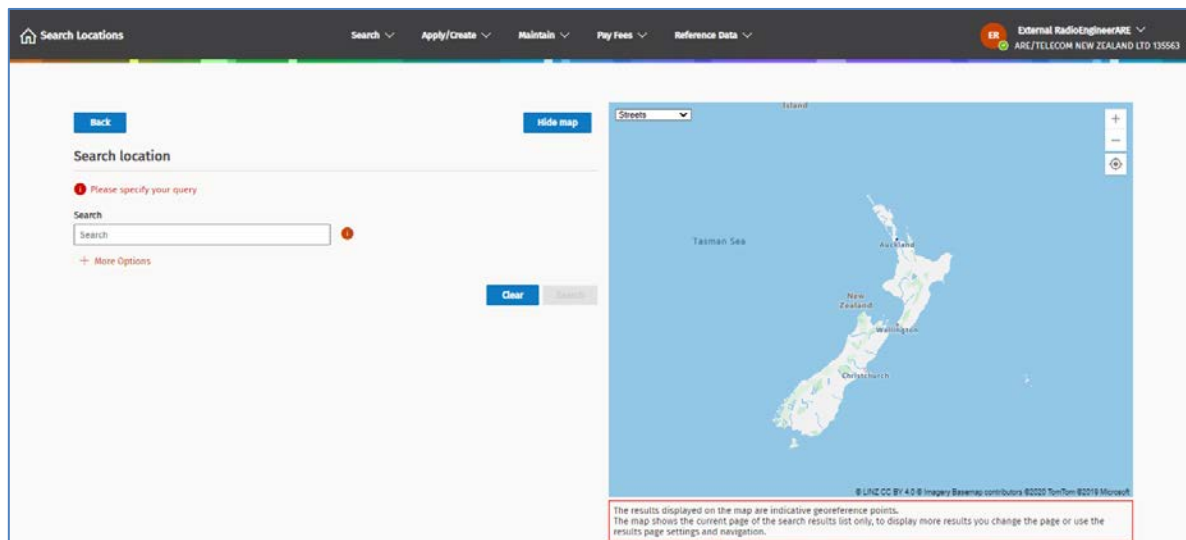 Search Locations
Search
Apply/Create
Maintain
Pay Fees
Reference Data
ER
External RadioEngineerARE
ARE/TELECOM NEW ZEALAND LTD 135563
Back
Hide map
Search location
Please specify your query
Search
Search
+ More Options
Clear
Search
Streets
Island
Tasman Sea
Auckland
New
Zealand
Wellington
Christchurch
© LINZ CC BY 4.0 © Imagery Basemap contributors ©2020 TomTom ©2019 Microsoft
The results displayed on the map are indicative georeference points.
The map shows the current page of the search results list only, to display more results you change the page or use the
results page settings and navigation.